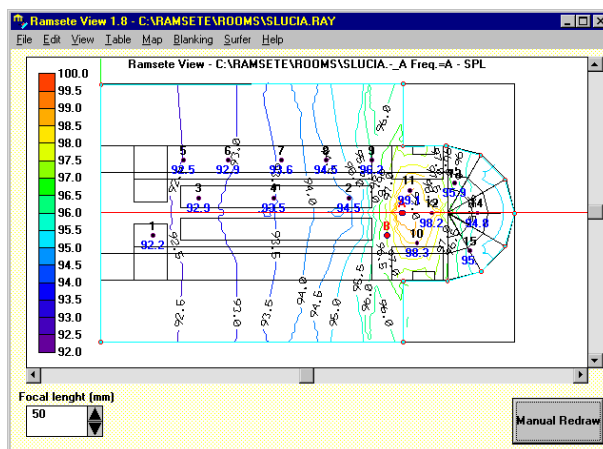 Ramsete View 1.8 - C:\RAMSETE\ROOMS\SLUCIA.RAY
File Edit View Table Map Blanking Surfer Help
Ramsete View - C:\RAMSETE\ROOMS\SLUCIA.-_A Freq.=A - SPL
100.0
99.5
99.0
98.5
98.0
97.5
97.0
96.5
96.0
95.5
95.0
94.5
94.0
93.5
93.0
92.5
92.0
5 6 7 8 9
92.5 92.9 93.6 94.5 96.2
11
3 4 2 A 12 14
92.9 93.5 94.5 98.2 94.8
95.9
1 B 10 15
92.2 98.3 95.
92.5 93.0 93.5 94.0 94.5 95.0 95.5 96.0 96.5 97.0
Focal lenght (mm)
50
Manual Redraw